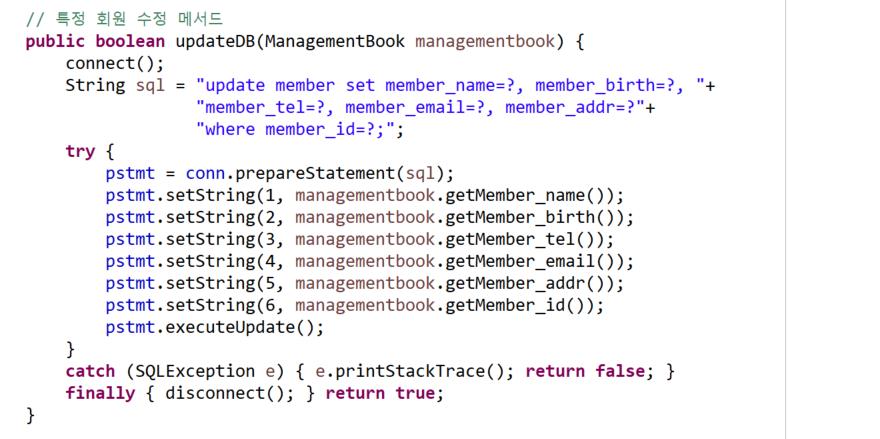 // 특정 회원 수정 메서드
public boolean updateDB(ManagementBook managementbook) {
connect();
String sql = "update member set member_name=?, member_birth=?, "+
"member_tel=?, member_email=?, member_addr=?"+
"where member_id=?;";
try {
pstmt = conn.prepareStatement(sql);
pstmt.setString(1, managementbook.getMember_name());
pstmt.setString(2, managementbook.getMember_birth());
pstmt.setString(3, managementbook.getMember_tel());
pstmt.setString(4, managementbook.getMember_email());
pstmt.setString(5, managementbook.getMember_addr());
pstmt.setString(6, managementbook.getMember_id());
pstmt.executeUpdate();
}
catch (SQLException e) { e.printStackTrace(); return false; }
finally { disconnect(); } return true;
}